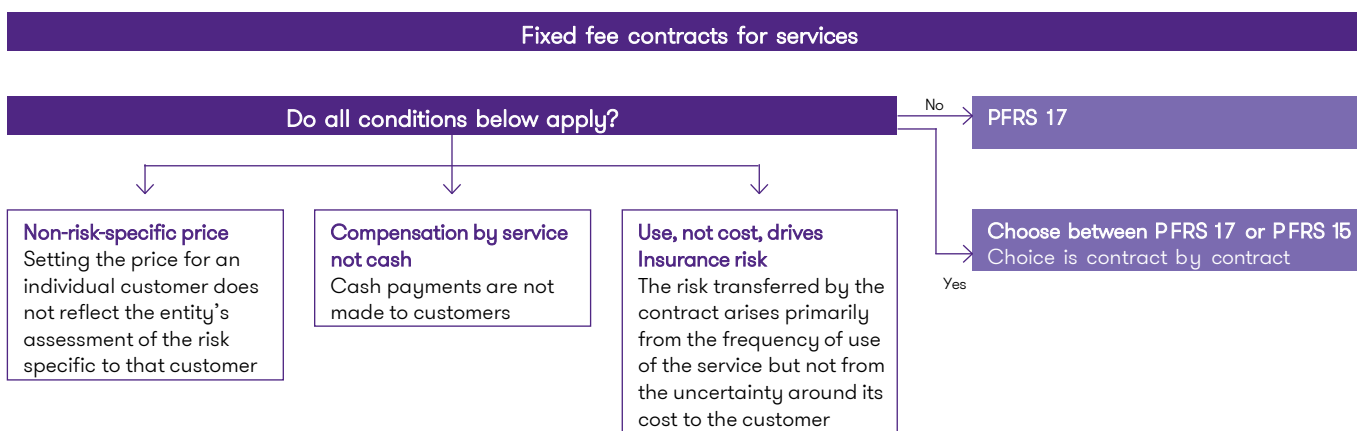 Fixed fee contracts for services
Do all conditions below apply?
No
PFRS 17
Non-risk-specific price
Setting the price for an
individual customer does
not reflect the entity's
assessment of the risk
specific to that customer
Compensation by service
not cash
Cash payments are not
made to customers
Use, not cost, drives
Insurance risk
The risk transferred by the
contract arises primarily
from the frequency of use
of the service but not from
the uncertainty around its
cost to the customer
Choose between PFRS 17 or PFRS 15
Choice is contract by contract
Yes